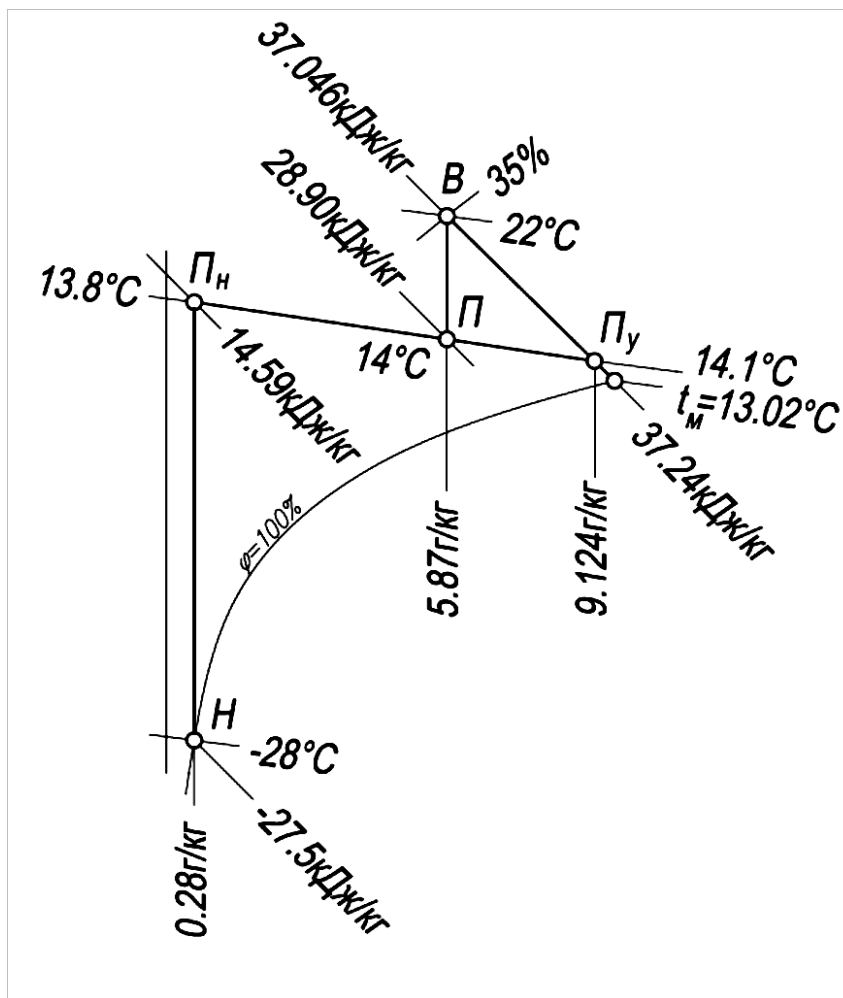 37.046кДж/кг
В
35%
28.90кДж/кг
22°C
Пн
13.8°C
П
Пу
14°C
14.1°C
tм=13.02°C
14.59кДж/кг
37.24кДж/кг
φ=100%
5.87г/кг
9.124г/кг
Н
-28°C
-27.5кДж/кг
0.28г/кг